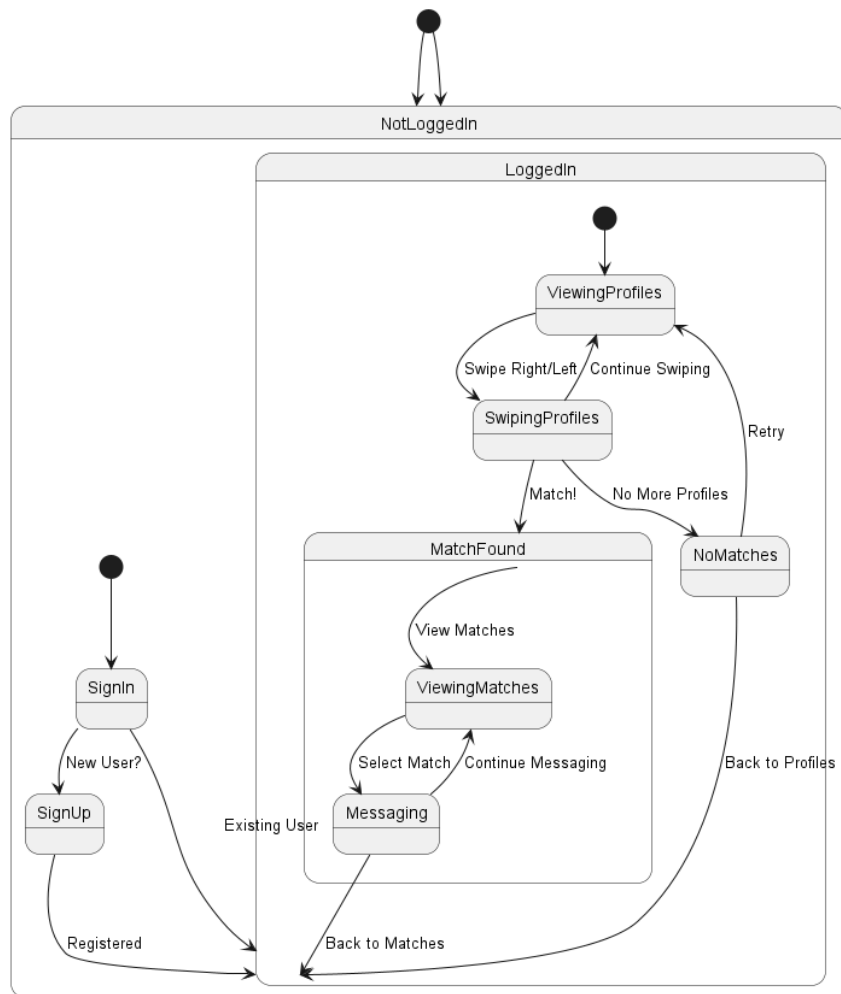 NotLoggedIn
LoggedIn
ViewingProfiles
Swipe Right/Left
Continue Swiping
SwipingProfiles
Retry
Match!
No More Profiles
MatchFound
NoMatches
View Matches
SignIn
ViewingMatches
New User?
Select Match
Continue Messaging
Back to Profiles
SignUp
Existing User
Messaging
Registered
Back to Matches